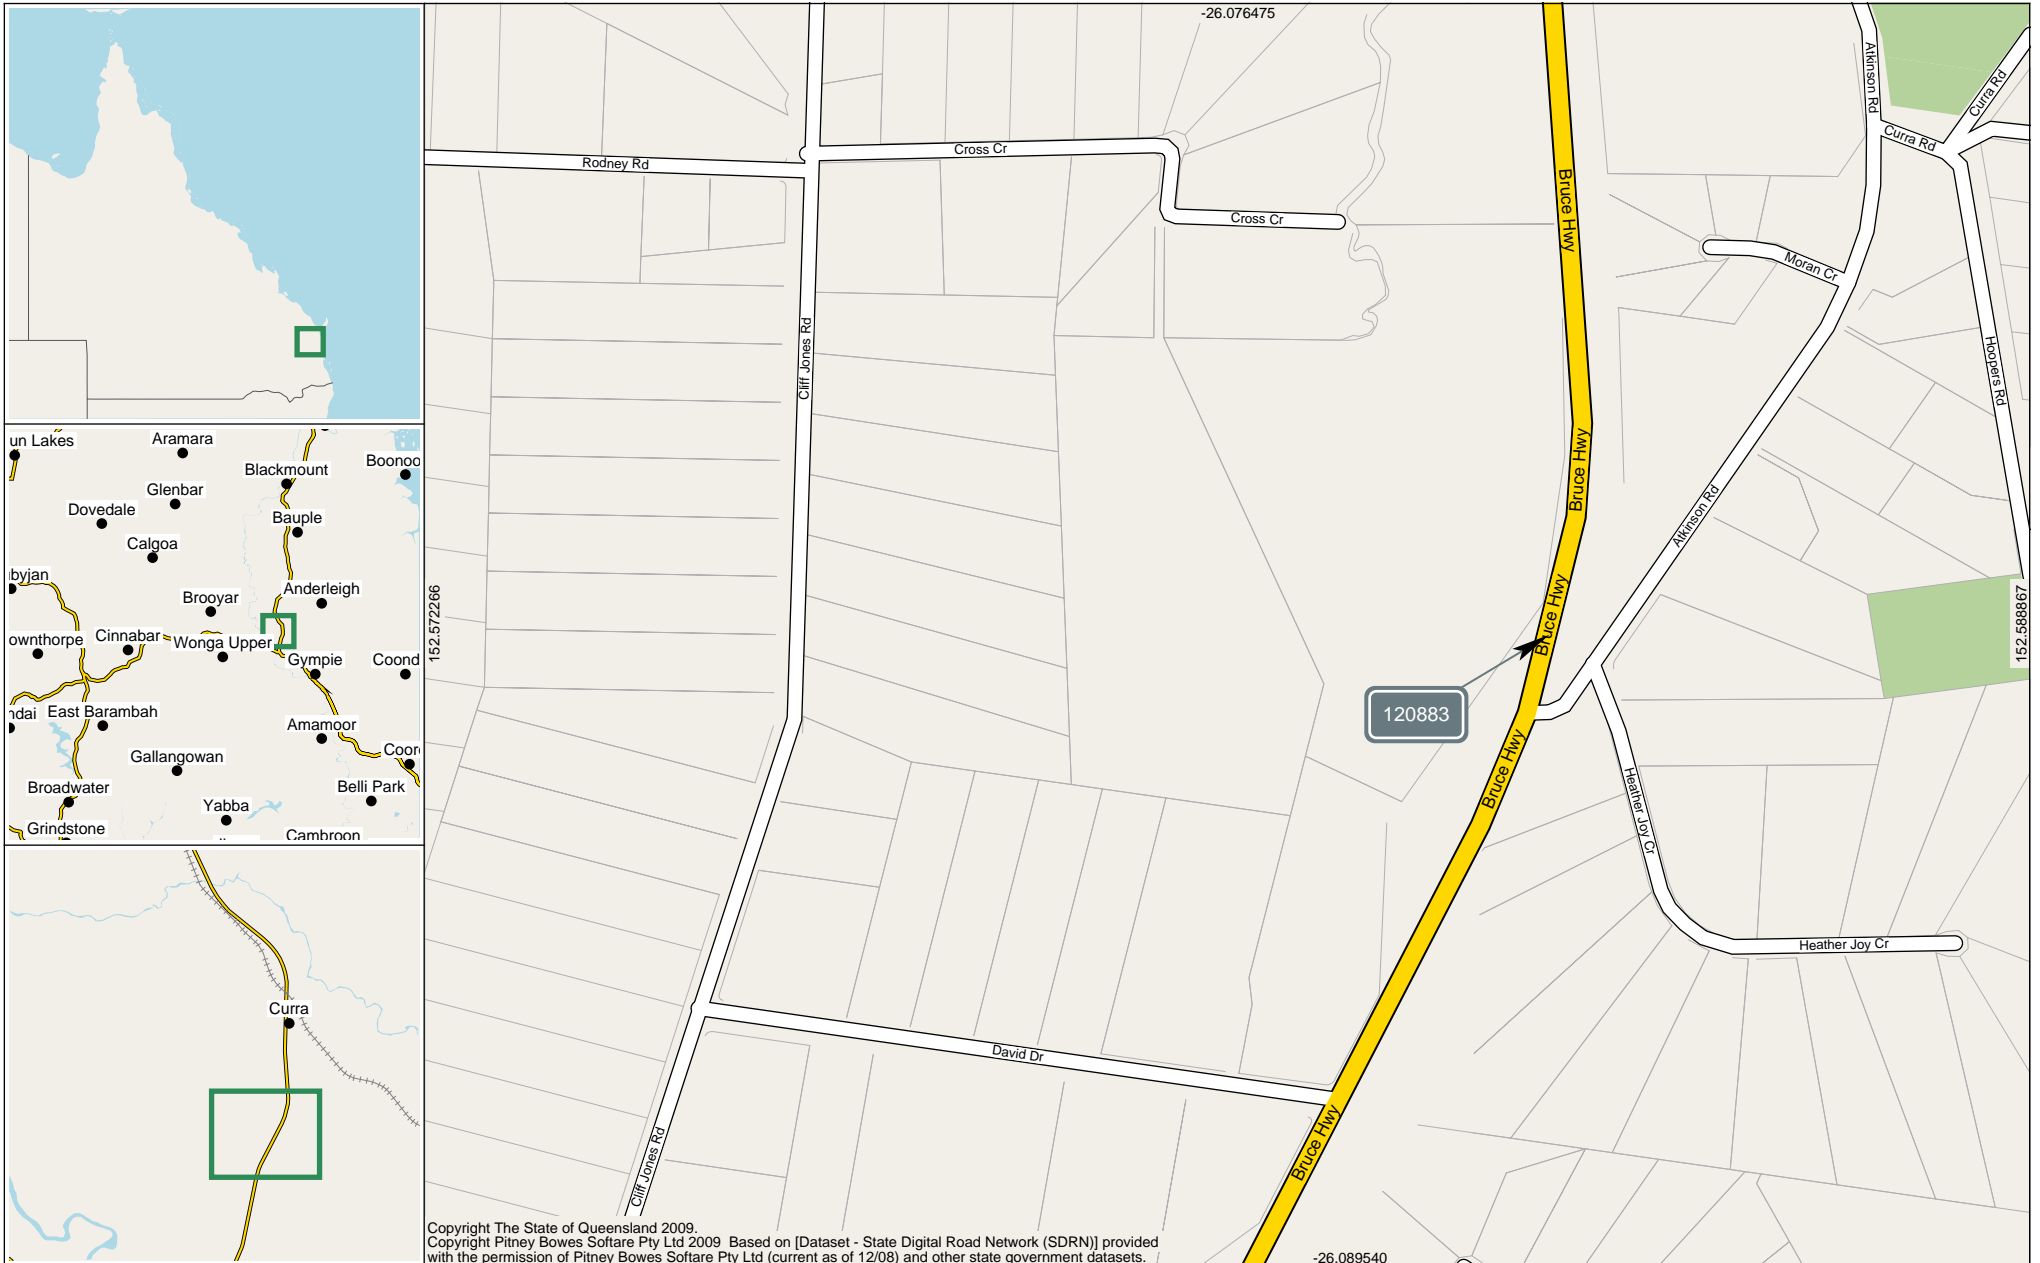 un Lakes
Aramara
Blackmount
Boonoo
Glenbar
Dovedale
Bauple
Calgoa
byjan
Brooyar
Anderleigh
ownthorpe
Cinnabar
Wonga Upper
Gympie
Coond
ndai
East Barambah
Amamoor
Coor
Gallangowan
Broadwater
Belli Park
Yabba
Grindstone
Cambroon
Curra
-26.076475
152.572266
152.588867
-26.089540
Rodney Rd
Cross Cr
Cross Cr
Cliff Jones Rd
Cliff Jones Rd
David Dr
Bruce Hwy
Bruce Hwy
Bruce Hwy
Bruce Hwy
Bruce Hwy
120883
Atkinson Rd
Curra Rd
Curra Rd
Moran Cr
Hoopers Rd
Atkinson Rd
Heather Joy Cr
Heather Joy Cr
Copyright The State of Queensland 2009.
Copyright Pitney Bowes Softare Pty Ltd 2009 Based on [Dataset - State Digital Road Network (SDRN)] provided
with the permission of Pitney Bowes Softare Pty Ltd (current as of 12/08) and other state government datasets.